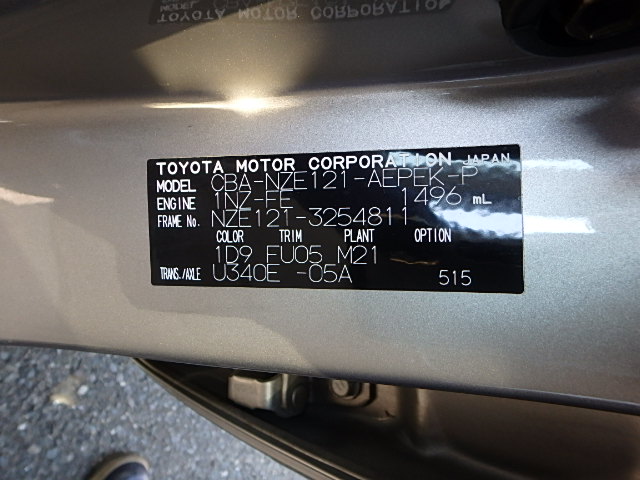 TOYOTA MOTOR CORPORATION JAPAN
MODEL CBA-NZE121-AEPEK-P
ENGINE 1NZ-FE 1496 mL
FRAME No. NZE121-3254811
COLOR TRIM PLANT OPTION
1D9 FU05 M21
TRANS./AXLE U340E -05A 515